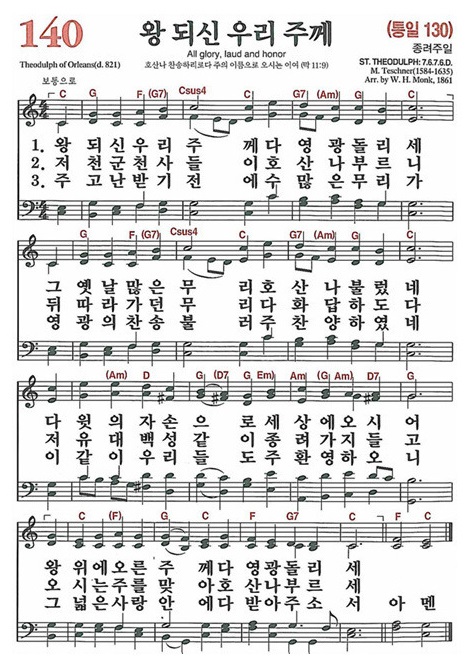 140
왕 되신 우리 주께
(통일 130)
All glory, laud and honor
종려주일
Theodulph of Orleans(d. 821)
호산나 찬송하리로다 주의 이름으로 오시는 이여 (막 11:9)
ST. THEODULPH: 7.6.7.6.D.
M. Teschner(1584-1635)
Arr. by W. H. Monk, 1861
보통으로
C G F (G7) Csus4 C F C G7 (Am) G C
1. 왕 되신우리 주 께다 영 광돌리 세
2. 저 천군천사 들 이호 산 나부르 니
3. 주 고난받기 전 에수 많은무리 가
G F (G7) Csus4 C F C G7 (Am) G C
그 옛날많은 무 리호 산 나불렀 네
뒤 따라가던 무 리다 화 답하도 다
영 광의찬송 불 러주 찬 양하였 네
(Am) D G (D7) G Em) Am G (Am) D7 G
다 윗의자손 으 로세 상에오시 어
저 유대백성 같 이종 려가지들 고
이 같이우리 들 도주 환영하오 니
C (F) G C F C F G7 C F C
왕 위에오른 주 께다 영광돌리 세
오 시는주를 맞 아호 산나부르 세
그 넓은사랑 안 에다 받아주소 서 아 멘